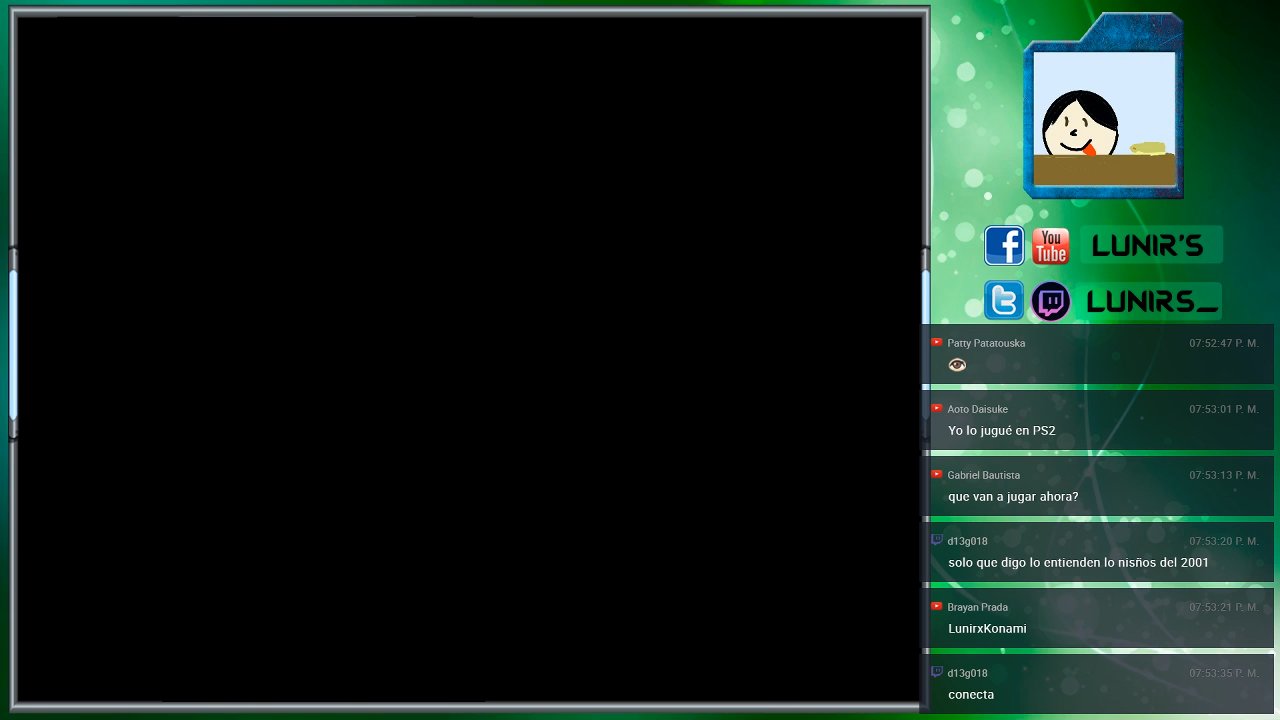 You
Tube
LUNIR'S
LUNIRS_
Patty Patatouska 07:52:47 P. M.
Aoto Daisuke 07:53:01 P. M.
Yo lo jugué en PS2
Gabriel Bautista 07:53:13 P. M.
que van a jugar ahora?
d13g018 07:53:20 P. M.
solo que digo lo entienden lo nisños del 2001
Brayan Prada 07:53:21 P. M.
LunirxKonami
d13g018 07:53:35 P. M.
conecta